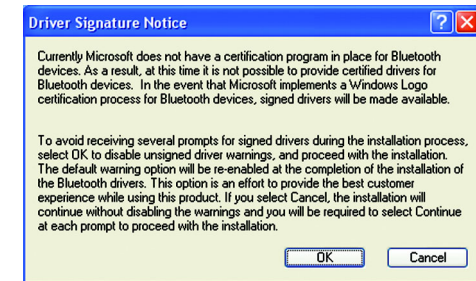 Driver Signature Notice
Currently Microsoft does not have a certification program in place for Bluetooth
devices. As a result, at this time it is not possible to provide certified drivers for
Bluetooth devices. In the event that Microsoft implements a Windows Logo
certification process for Bluetooth devices, signed drivers will be made available.
To avoid receiving several prompts for signed drivers during the installation process,
select OK to disable unsigned driver warnings, and proceed with the installation.
The default warning option will be re-enabled at the completion of the installation of
the Bluetooth drivers. This option is an effort to provide the best customer
experience while using this product. If you select Cancel, the installation will
continue without disabling the warnings and you will be required to select Continue
at each prompt to proceed with the installation.
OK
Cancel